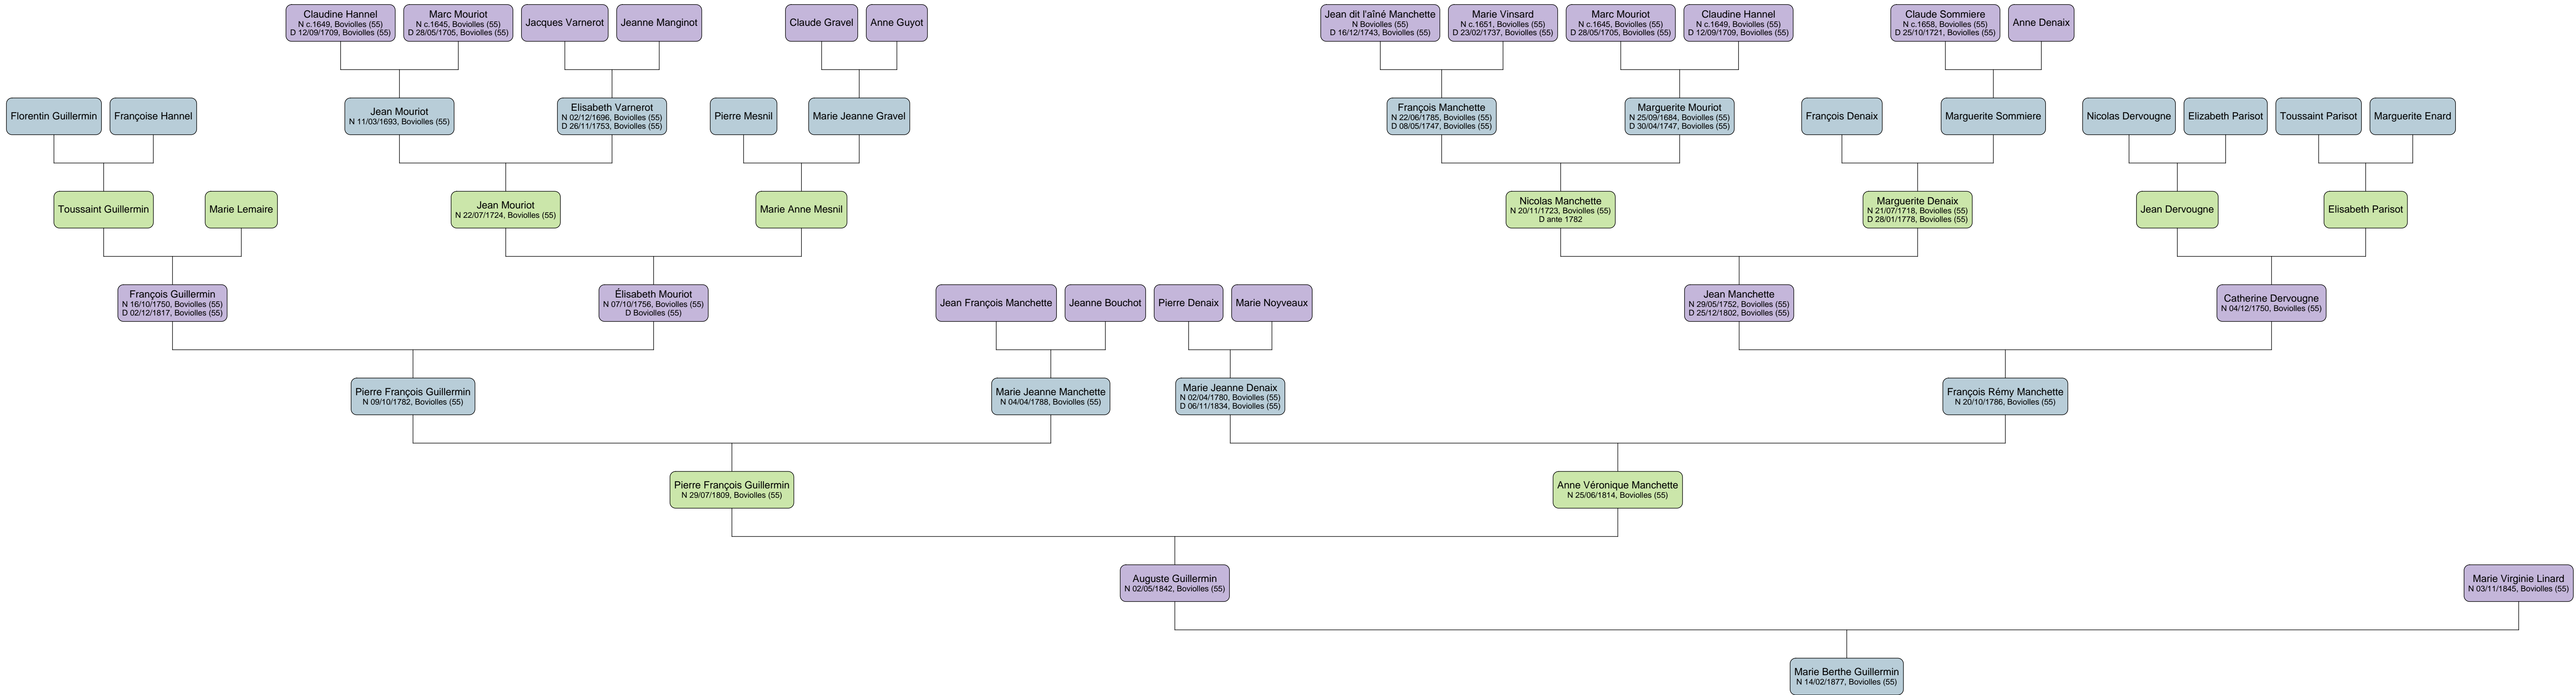 Claudine Hannel
N c.1649, Boviolles (55)
D 12/09/1709, Boviolles (55)
Marc Mouriot
N c.1645, Boviolles (55)
D 28/05/1705, Boviolles (55)
Jacques Varnerot
Jeanne Manginot
Claude Gravel
Anne Guyot
Jean dit l'aîné Manchette
N Boviolles (55)
D 16/12/1743, Boviolles (55)
Marie Vinsard
N c.1651, Boviolles (55)
D 23/02/1737, Boviolles (55)
Marc Mouriot
N c.1645, Boviolles (55)
D 28/05/1705, Boviolles (55)
Claudine Hannel
N c.1649, Boviolles (55)
D 12/09/1709, Boviolles (55)
Claude Sommiere
N c.1658, Boviolles (55)
D 25/10/1721, Boviolles (55)
Anne Denaix
Florentin Guillermin
Françoise Hannel
Jean Mouriot
N 11/03/1693, Boviolles (55)
Elisabeth Varnerot
N 02/12/1696, Boviolles (55)
D 26/11/1753, Boviolles (55)
Pierre Mesnil
Marie Jeanne Gravel
François Manchette
N 22/06/1785, Boviolles (55)
D 08/05/1747, Boviolles (55)
Marguerite Mouriot
N 25/09/1684, Boviolles (55)
D 30/04/1747, Boviolles (55)
François Denaix
Marguerite Sommiere
Nicolas Dervougne
Elizabeth Parisot
Toussaint Parisot
Marguerite Enard
Toussaint Guillermin
Marie Lemaire
Jean Mouriot
N 22/07/1724, Boviolles (55)
Marie Anne Mesnil
Nicolas Manchette
N 20/11/1723, Boviolles (55)
D ante 1782
Marguerite Denaix
N 21/07/1718, Boviolles (55)
D 28/01/1778, Boviolles (55)
Jean Dervougne
Elisabeth Parisot
François Guillermin
N 16/10/1750, Boviolles (55)
D 02/12/1817, Boviolles (55)
Élisabeth Mouriot
N 07/10/1756, Boviolles (55)
D Boviolles (55)
Jean François Manchette
Jeanne Bouchot
Pierre Denaix
Marie Noyveaux
Jean Manchette
N 29/05/1752, Boviolles (55)
D 25/12/1802, Boviolles (55)
Catherine Dervougne
N 04/12/1750, Boviolles (55)
Pierre François Guillermin
N 09/10/1782, Boviolles (55)
Marie Jeanne Manchette
N 04/04/1788, Boviolles (55)
Marie Jeanne Denaix
N 02/04/1780, Boviolles (55)
D 06/11/1834, Boviolles (55)
François Rémy Manchette
N 20/10/1786, Boviolles (55)
Pierre François Guillermin
N 29/07/1809, Boviolles (55)
Anne Véronique Manchette
N 25/06/1814, Boviolles (55)
Auguste Guillermin
N 02/05/1842, Boviolles (55)
Marie Virginie Linard
N 03/11/1845, Boviolles (55)
Marie Berthe Guillermin
N 14/02/1877, Boviolles (55)